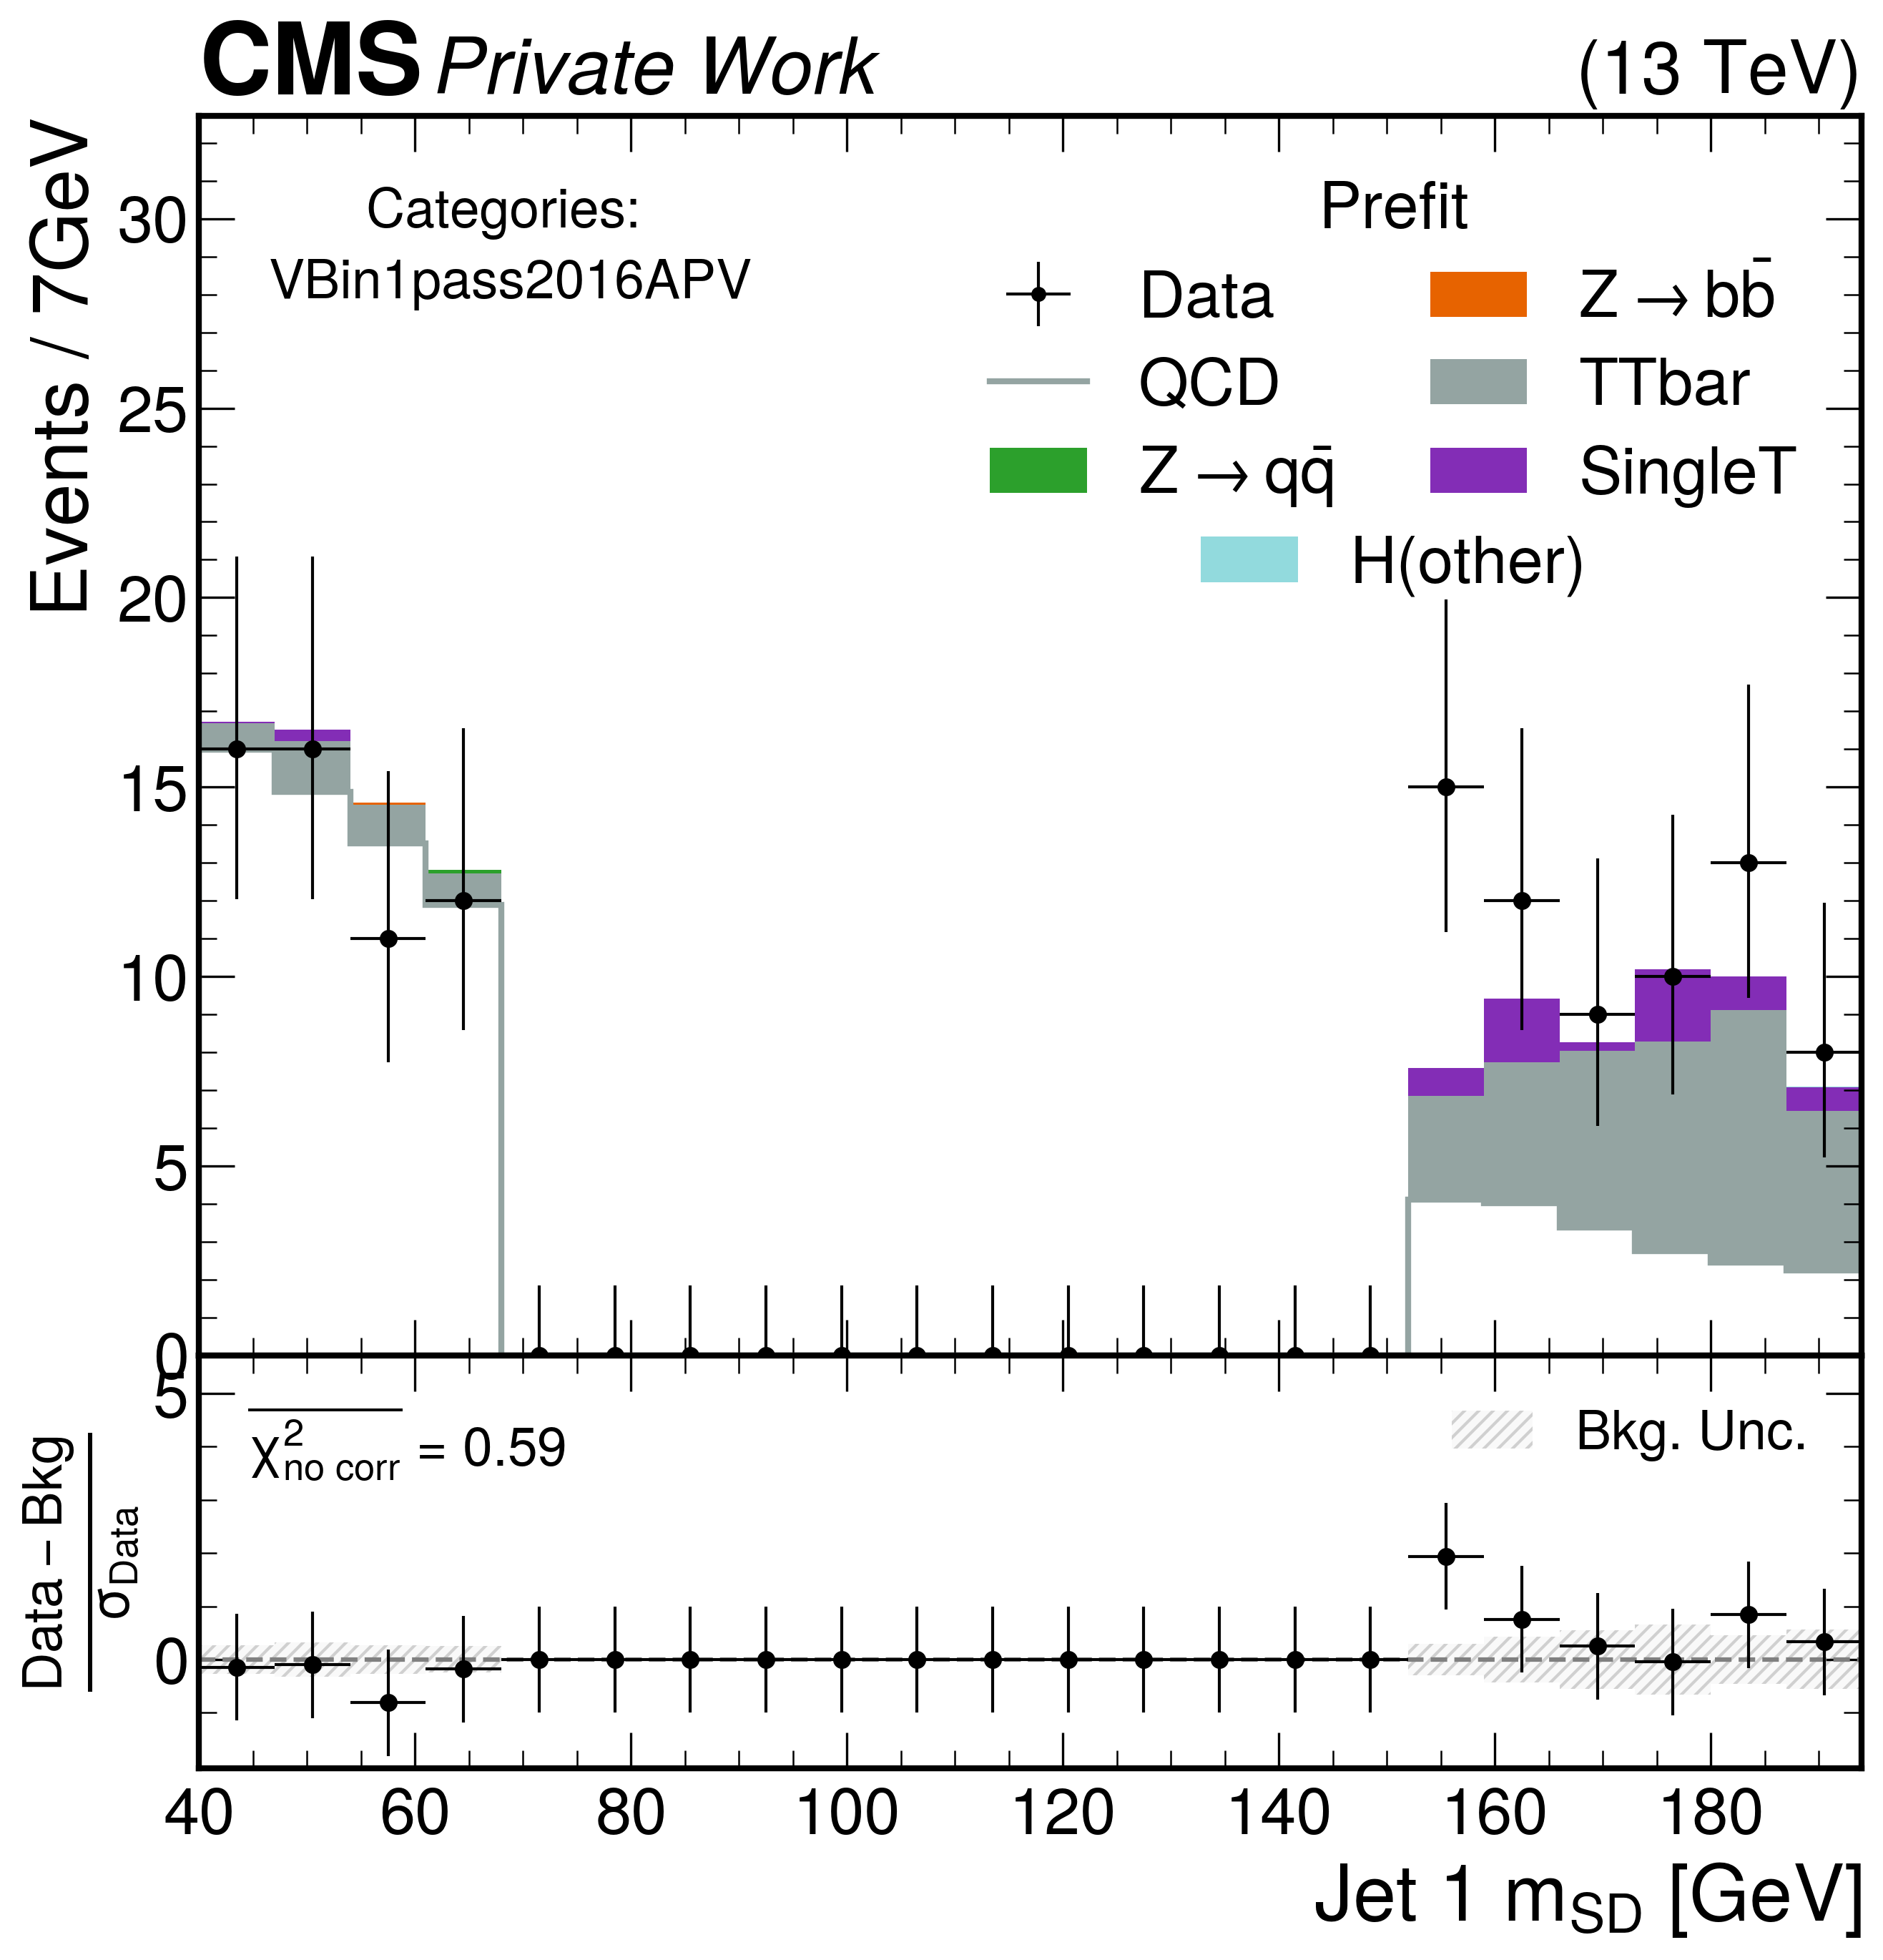 CMS Private Work (13 TeV)
Events / 7GeV
Categories:
VBin1pass2016APV
Prefit
Data
Z → bb̄
QCD
TTbar
Z → qq̄
SingleT
H(other)
30
25
20
15
10
5
0
Data − Bkg
σData
χ²no corr = 0.59
Bkg. Unc.
5
0
40 60 80 100 120 140 160 180
Jet 1 mSD [GeV]